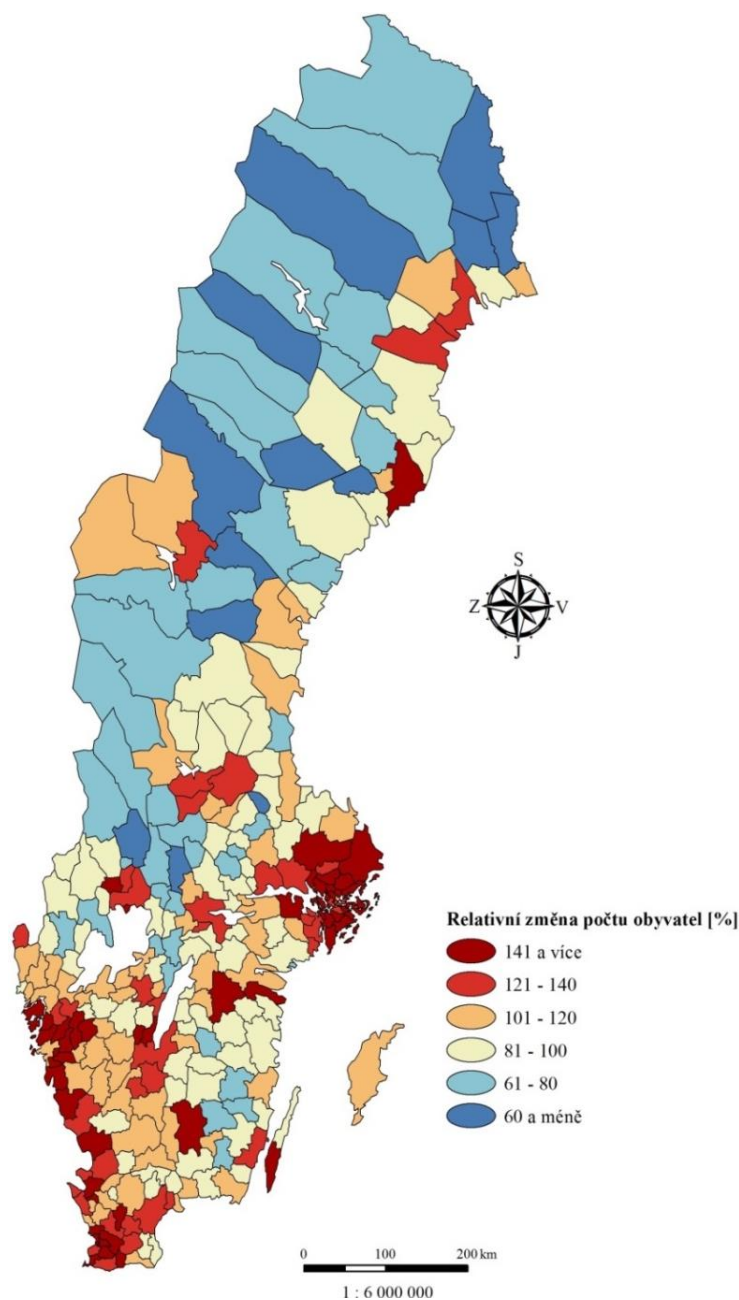 S
Z V
J
Relativní změna počtu obyvatel [%]
141 a více
121 - 140
101 - 120
81 - 100
61 - 80
60 a méně
0 100 200 km
1 : 6 000 000